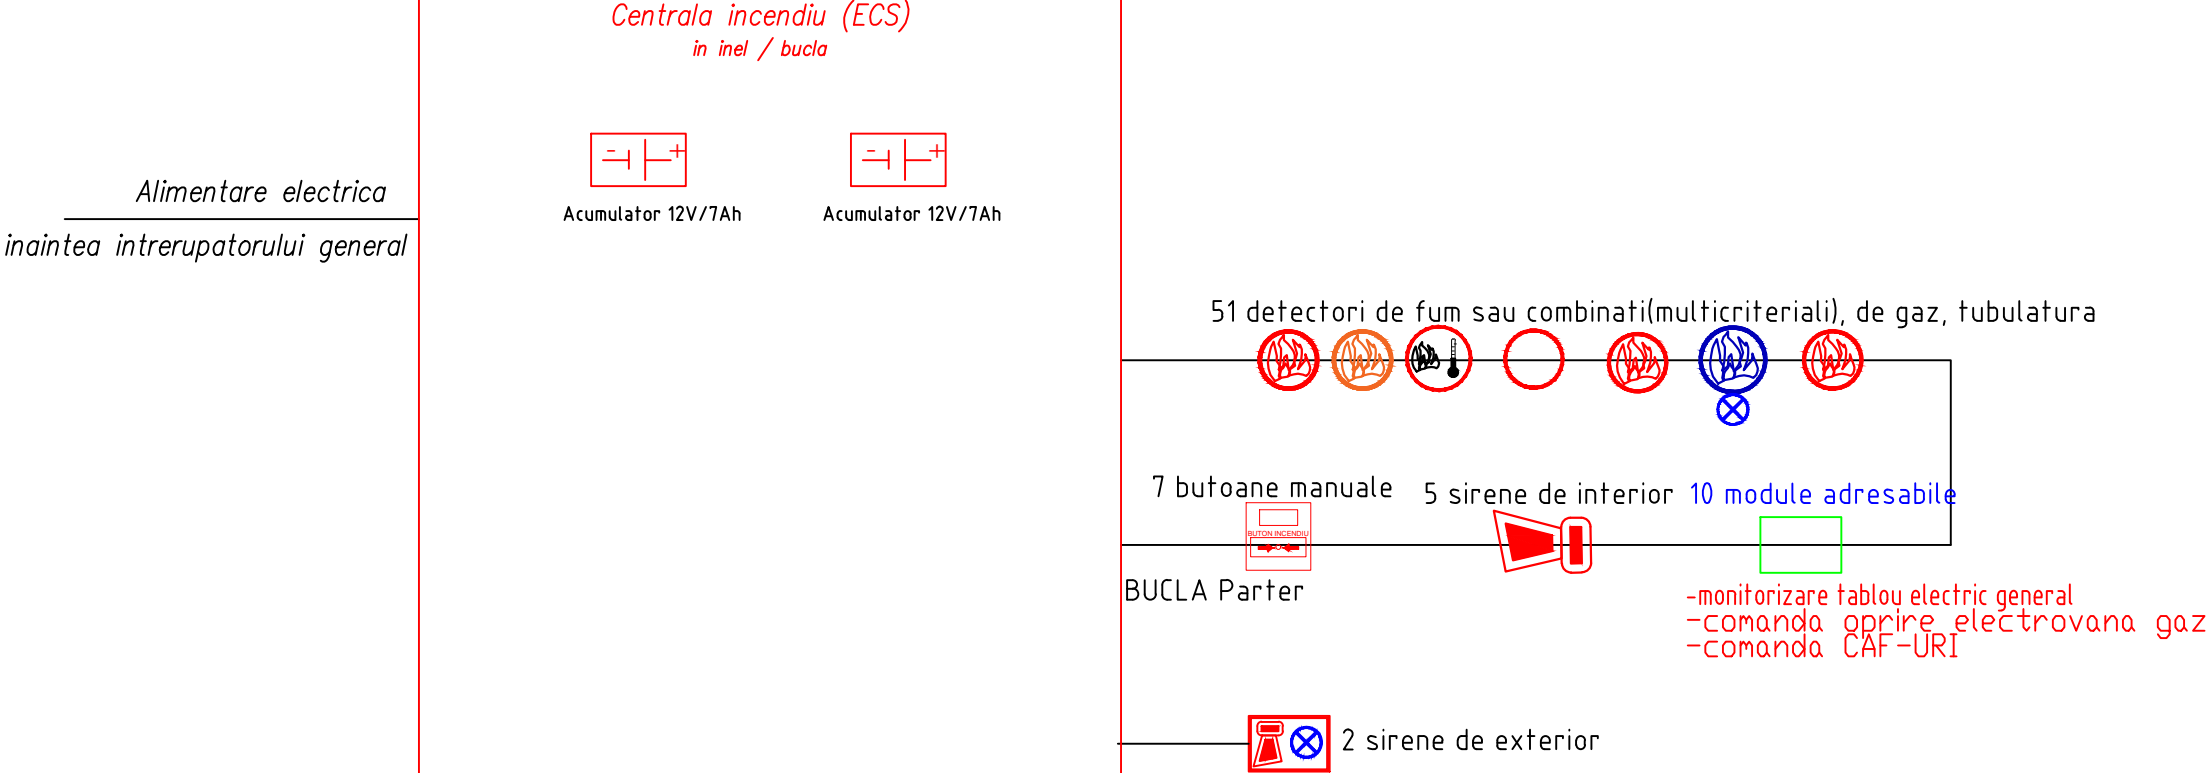 Centrala incendiu (ECS)
in inel / bucla
- +
- +
Alimentare electrica
Acumulator 12V/7Ah
Acumulator 12V/7Ah
inaintea intrerupatorului general
51 detectori de fum sau combinati(multicriteriali), de gaz, tubulatura
7 butoane manuale
5 sirene de interior
10 module adresabile
BUTON INCENDIU
BUCLA Parter
-monitorizare tablou electric general
-comanda oprire electrovana gaz
-comanda CAF-URI
2 sirene de exterior